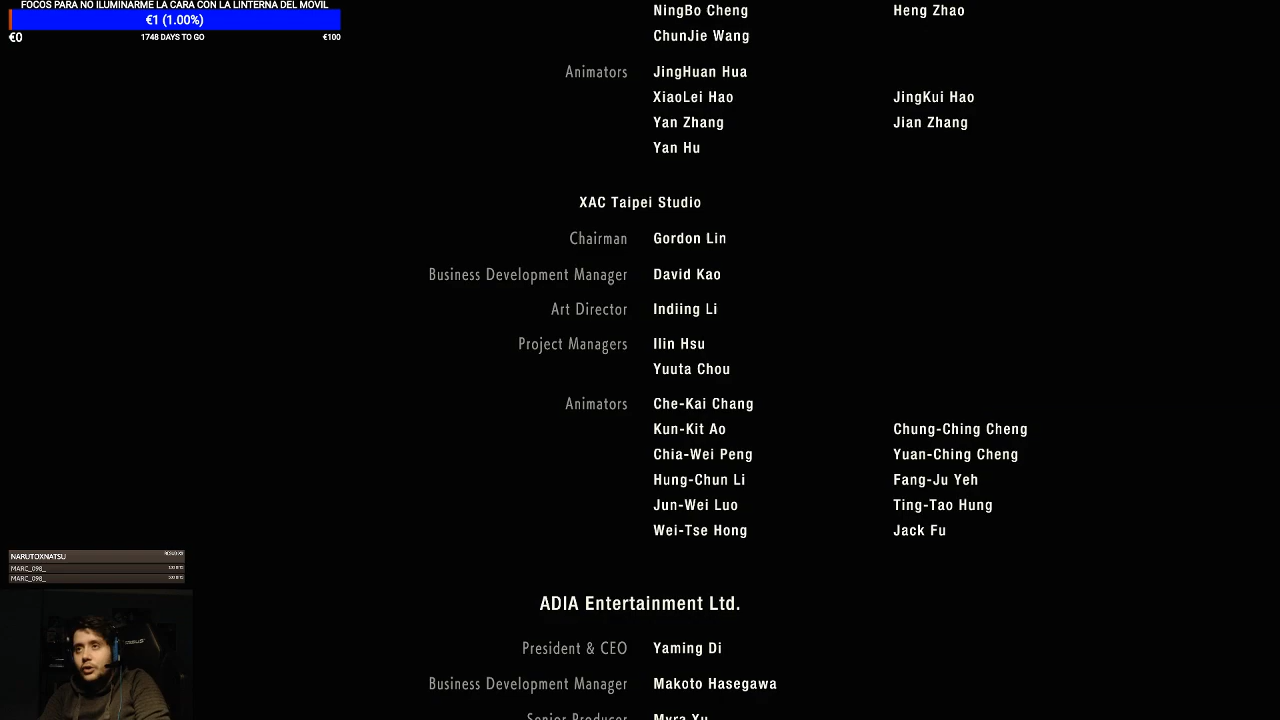 FOCOS PARA NO ILUMINARME LA CARA CON LA LINTERNA DEL MOVIL
€1 (1.00%)
€0 1748 DAYS TO GO €100
NingBo Cheng Heng Zhao
ChunJie Wang
Animators JingHuan Hua
XiaoLei Hao JingKui Hao
Yan Zhang Jian Zhang
Yan Hu
XAC Taipei Studio
Chairman Gordon Lin
Business Development Manager David Kao
Art Director Indiing Li
Project Managers Ilin Hsu
Yuuta Chou
Animators Che-Kai Chang
Kun-Kit Ao Chung-Ching Cheng
Chia-Wei Peng Yuan-Ching Cheng
Hung-Chun Li Fang-Ju Yeh
Jun-Wei Luo Ting-Tao Hung
Wei-Tse Hong Jack Fu
NARUTOXNATSU
MARC_098_
MARC_098_
ADIA Entertainment Ltd.
President & CEO Yaming Di
Business Development Manager Makoto Hasegawa
Senior Producer Myra Xu